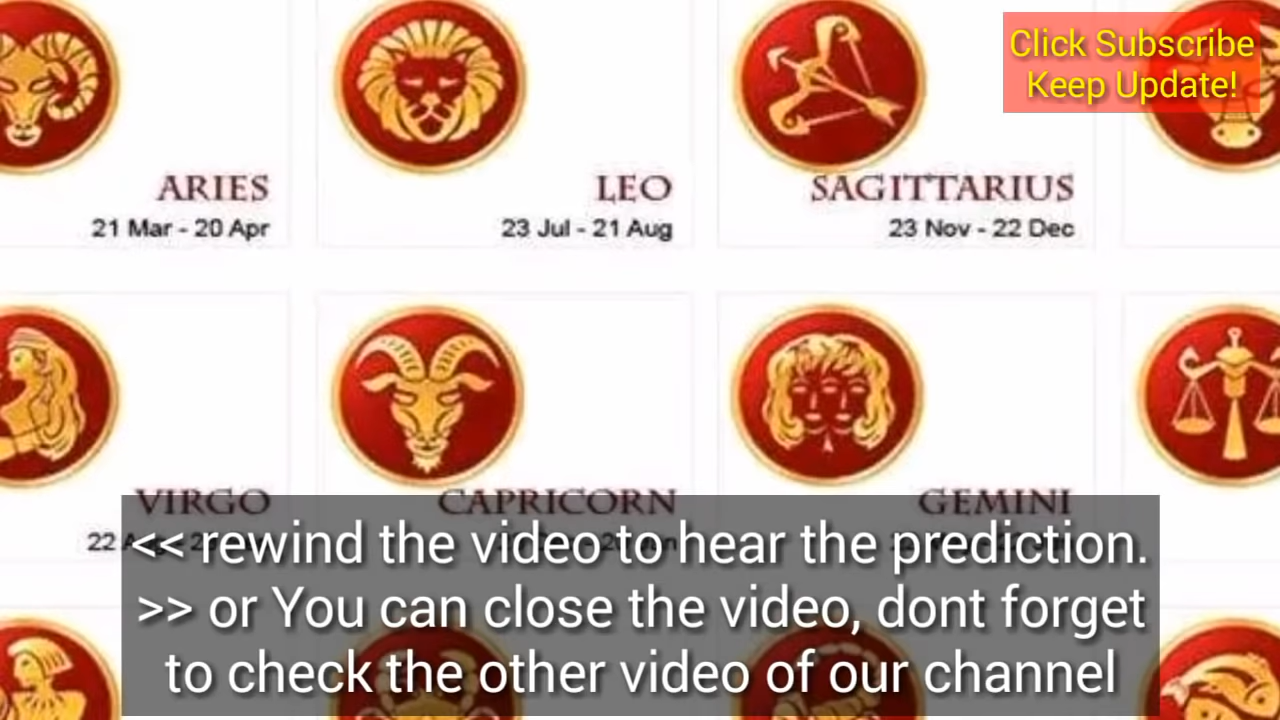 Click Subscribe
Keep Update!
ARIES
LEO
SAGITTARIUS
21 Mar - 20 Apr
23 Jul - 21 Aug
23 Nov - 22 Dec
VIRGO
CAPRICORN
GEMINI
22
<< rewind the video to hear the prediction.
>> or You can close the video, dont forget
to check the other video of our channel